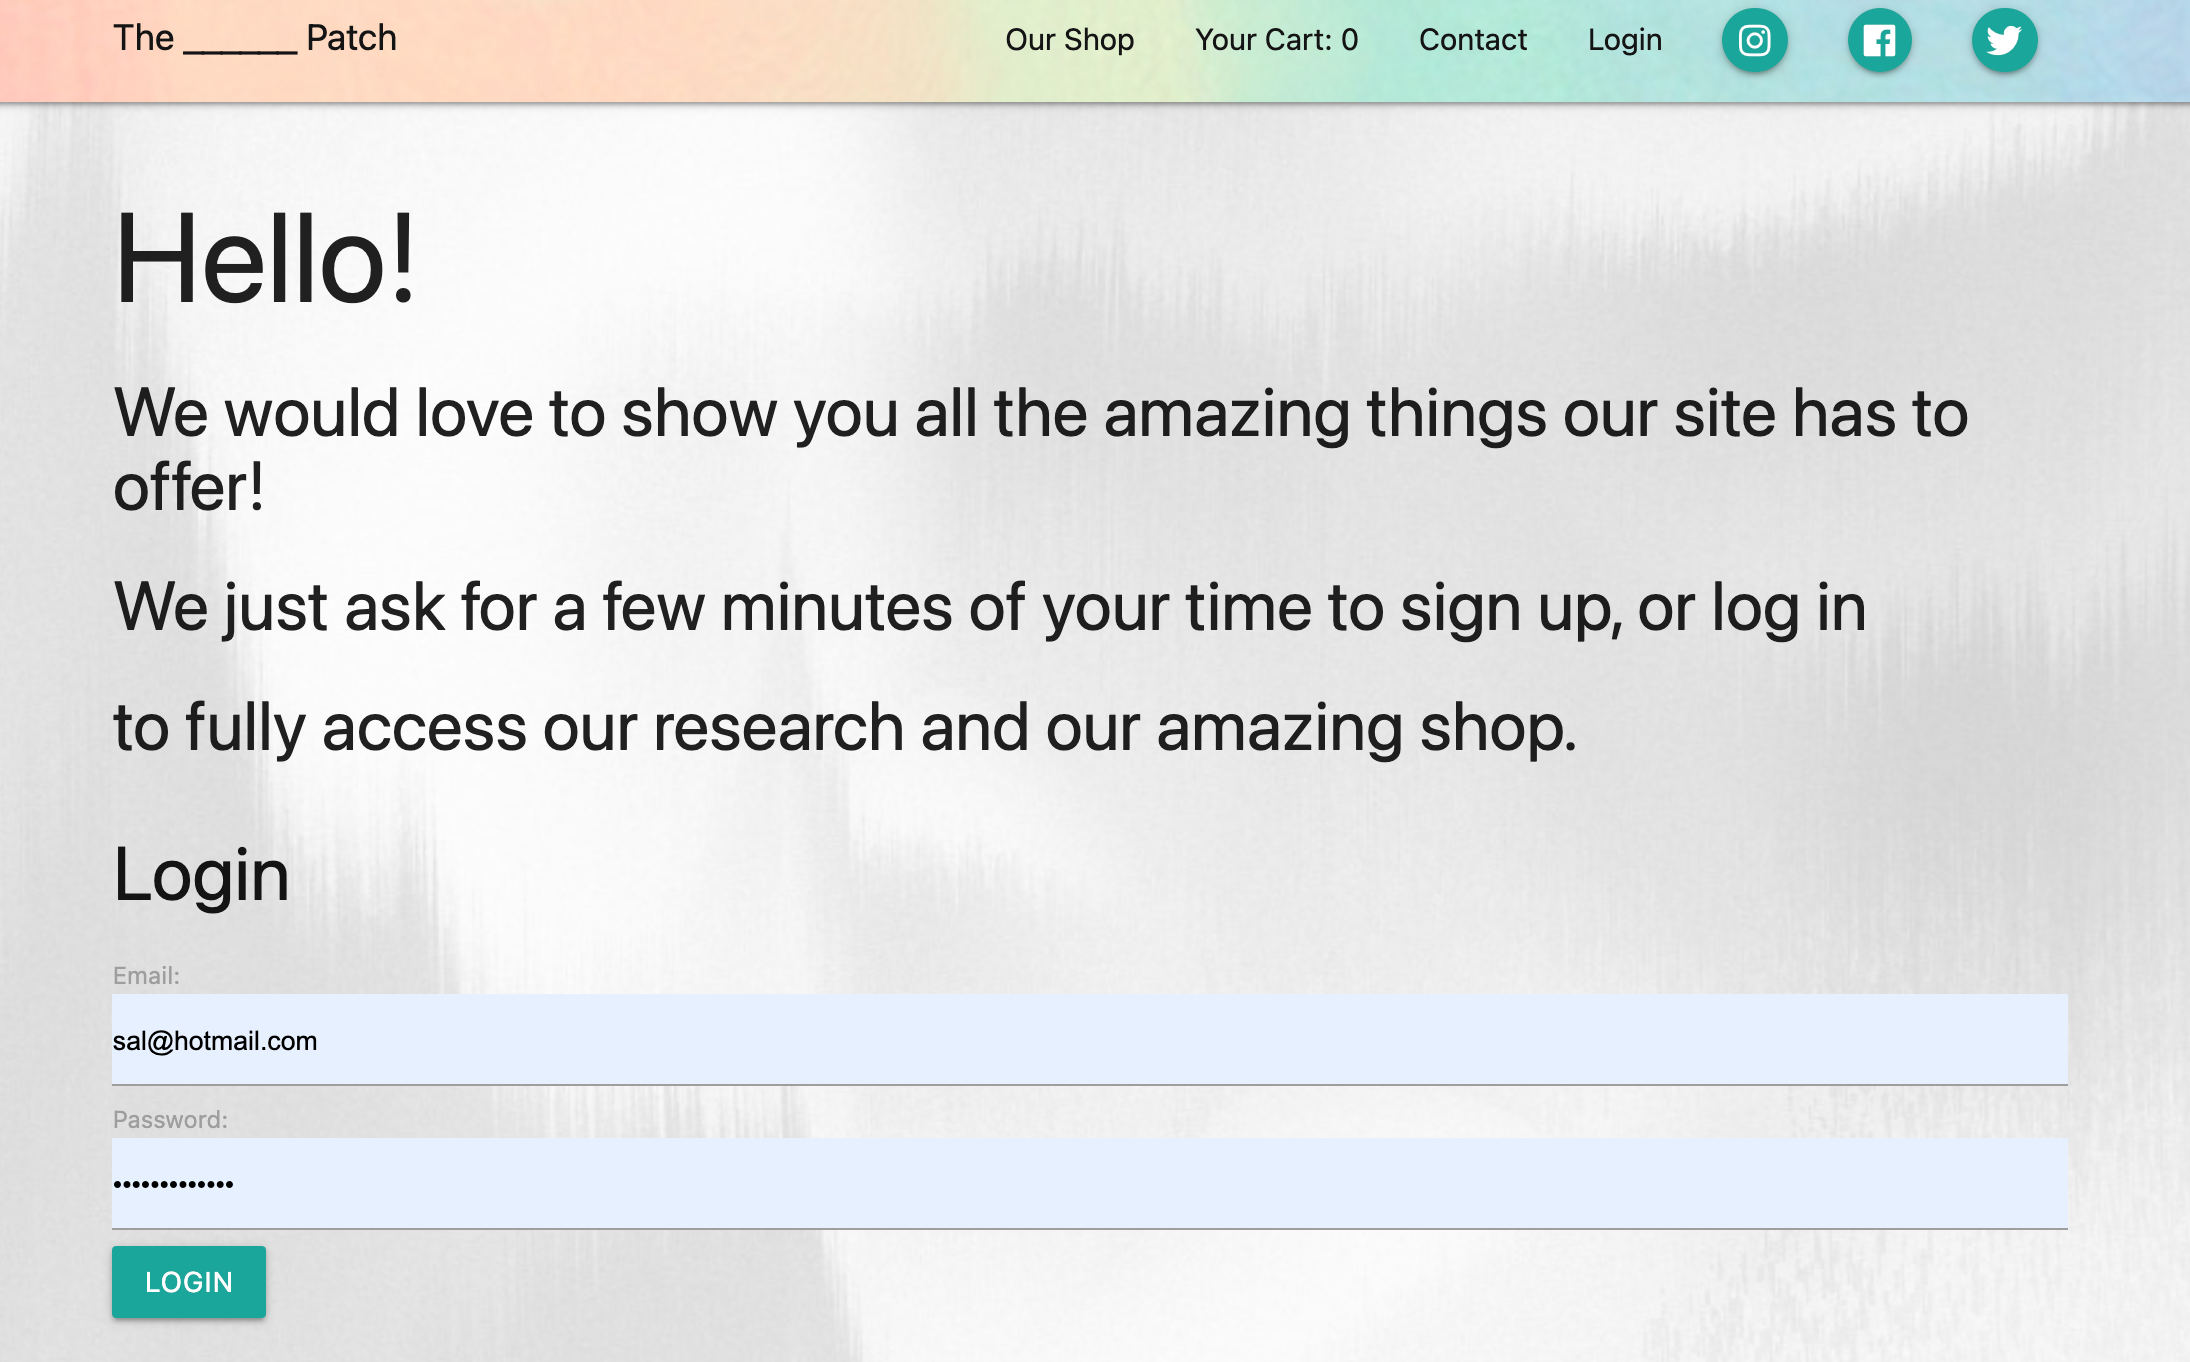 The ______ Patch
Our Shop Your Cart: 0 Contact Login
Hello!
We would love to show you all the amazing things our site has to
offer!
We just ask for a few minutes of your time to sign up, or log in
to fully access our research and our amazing shop.
Login
Email:
sal@hotmail.com
Password:
•••••••••••••
LOGIN